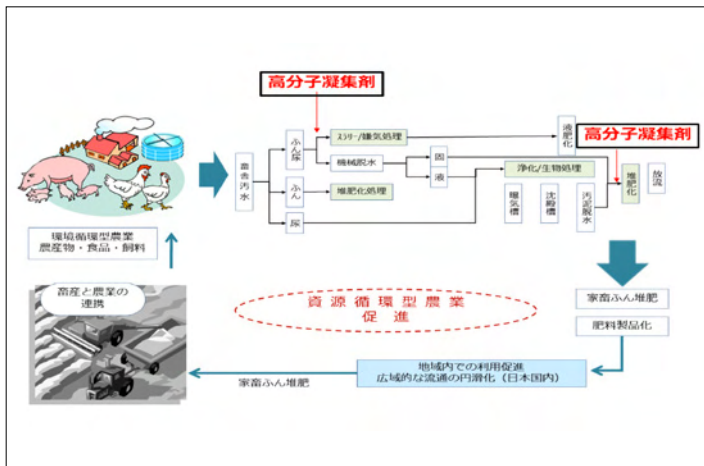 高分子凝集剤
高分子凝集剤
畜舎汚水
ふん尿
ふん
尿
ｽﾗﾘｰ/嫌気処理
機械脱水
堆肥化処理
固
液
液肥化
浄化/生物処理
曝気槽
沈殿槽
汚泥脱水
堆肥化
放流
環境循環型農業
農産物・食品・飼料
畜産と農業の
連携
資源循環型農業
促進
家畜ふん堆肥
肥料製品化
地域内での利用促進
広域的な流通の円滑化（日本国内）
家畜ふん堆肥